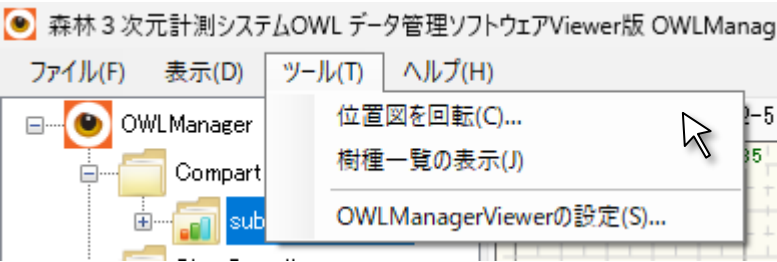 森林３次元計測システムOWL データ管理ソフトウェアViewer版 OWLManag
ファイル(F) 表示(D) ツール(T) ヘルプ(H)
位置図を回転(C)...
樹種一覧の表示(J)
OWLManagerViewerの設定(S)...
OWLManager
Compart
sub
2-5
35